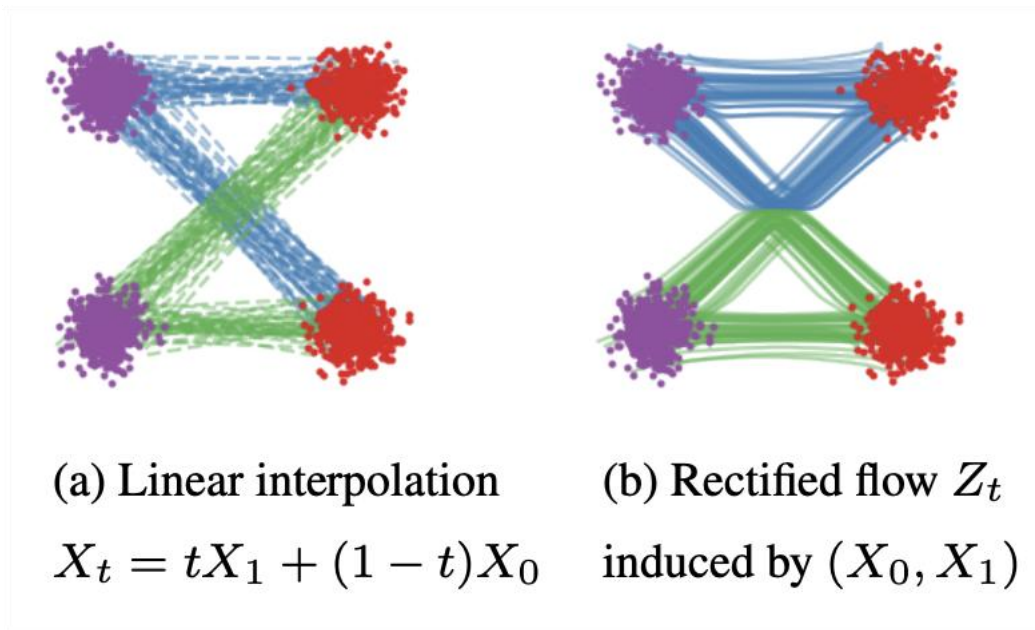 (a) Linear interpolation
X_t = tX_1 + (1 − t)X_0
(b) Rectified flow Z_t
induced by (X_0, X_1)